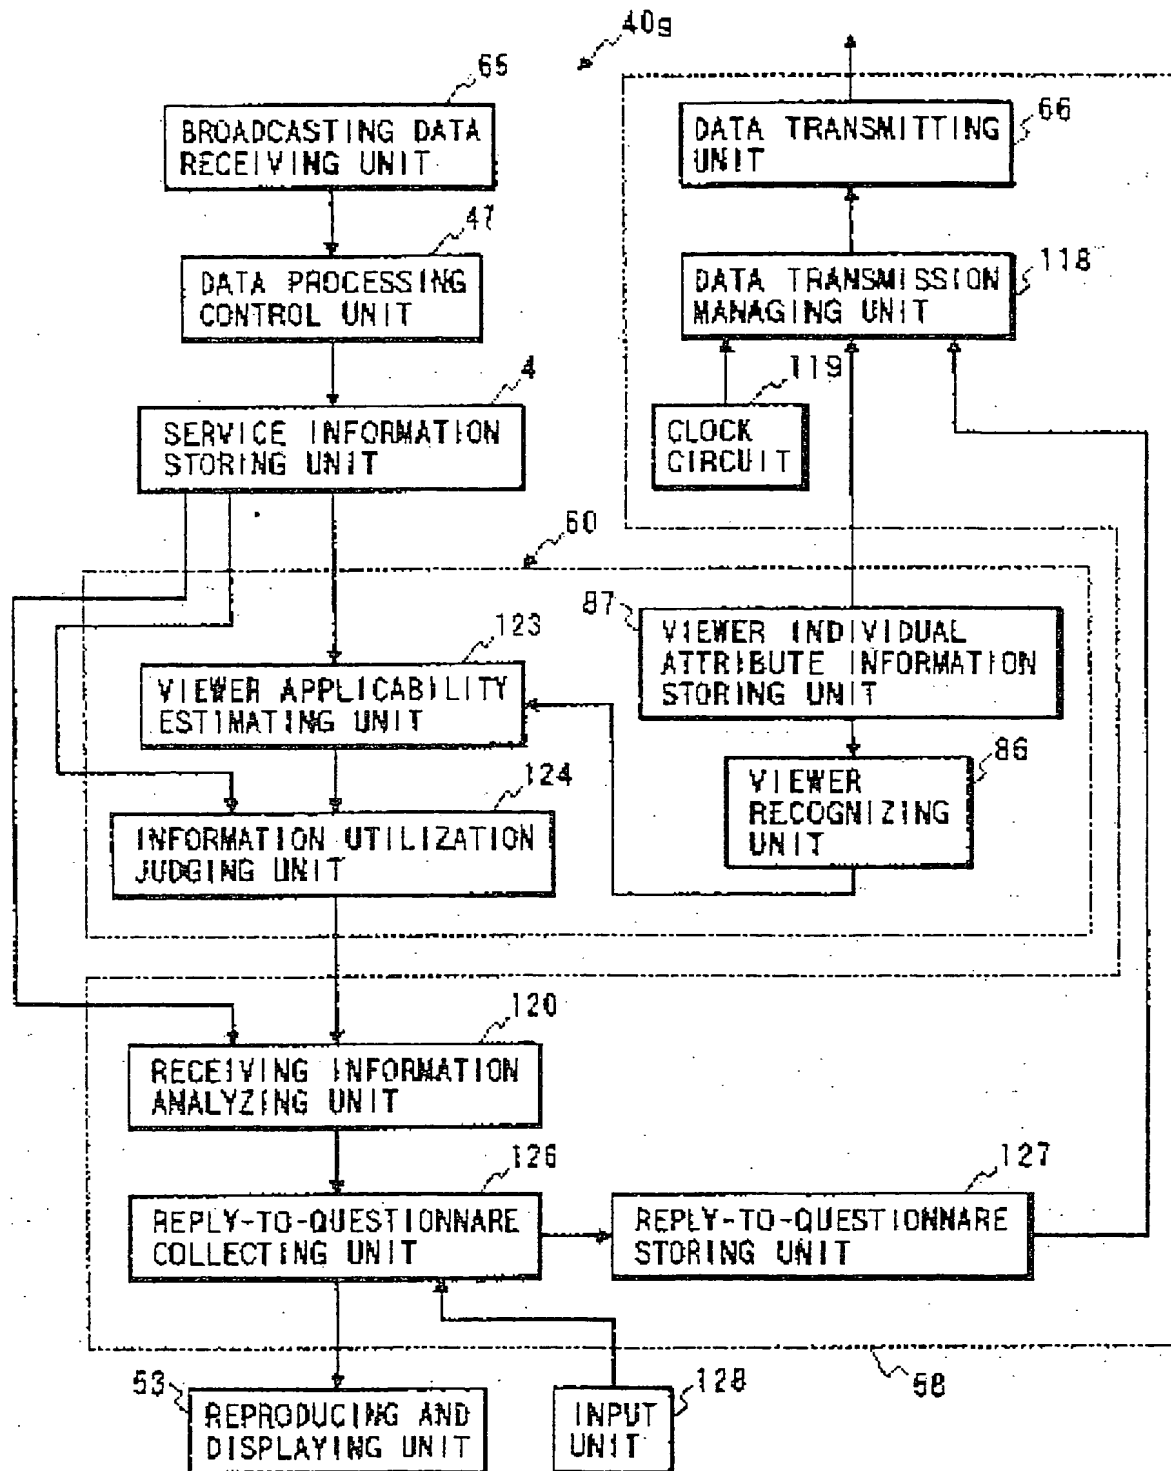 40g
65
BROADCASTING DATA
RECEIVING UNIT
DATA TRANSMITTING
UNIT
66
47
DATA PROCESSING
CONTROL UNIT
DATA TRANSMISSION
MANAGING UNIT
118
4
SERVICE INFORMATION
STORING UNIT
119
CLOCK
CIRCUIT
60
87
VIEWER INDIVIDUAL
ATTRIBUTE INFORMATION
STORING UNIT
123
VIEWER APPLICABILITY
ESTIMATING UNIT
86
VIEWER
RECOGNIZING
UNIT
124
INFORMATION UTILIZATION
JUDGING UNIT
120
RECEIVING INFORMATION
ANALYZING UNIT
126
REPLY-TO-QUESTIONNARE
COLLECTING UNIT
127
REPLY-TO-QUESTIONNARE
STORING UNIT
53
REPRODUCING AND
DISPLAYING UNIT
INPUT
UNIT
128
68